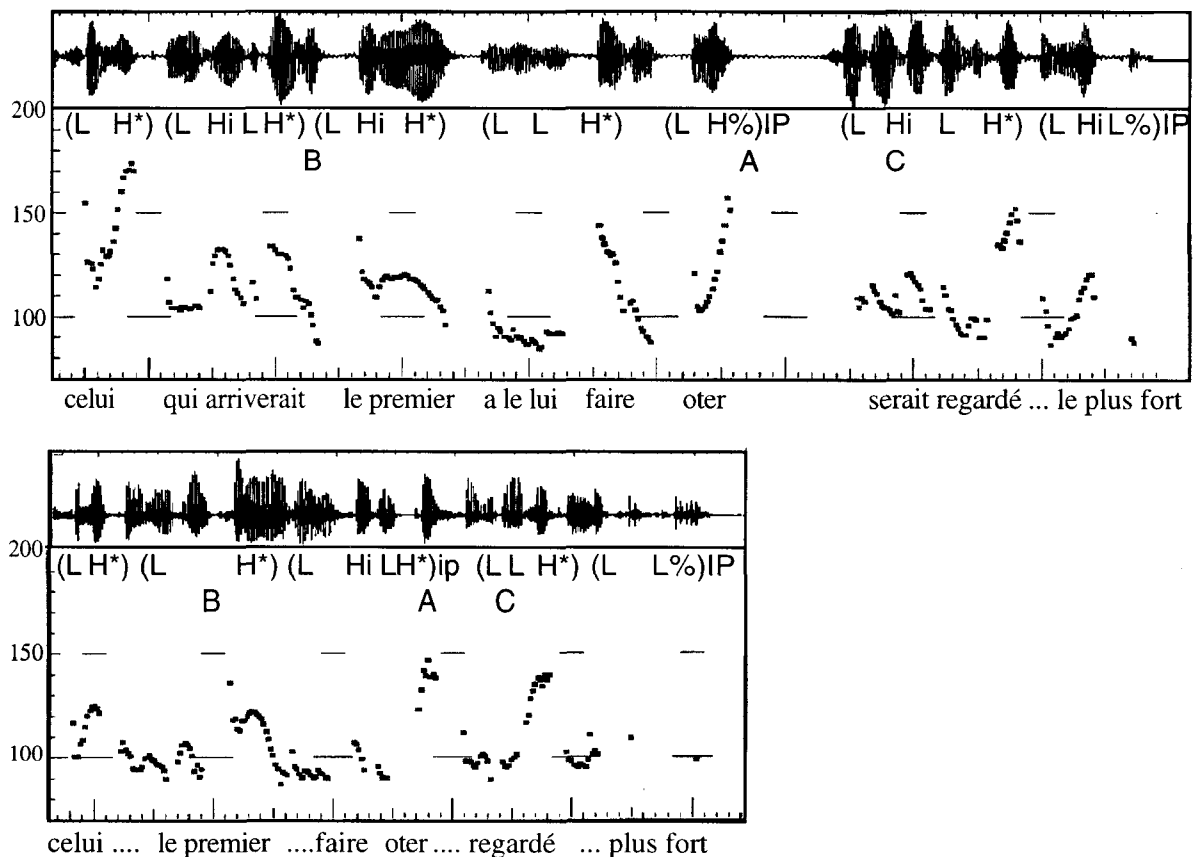 200
(L H*) (L Hi L H*) (L Hi H*) (L L H*) (L H%)IP (L Hi L H*) (L Hi L%)IP
B A C
150
100
celui qui arriverait le premier a le lui faire oter serait regardé ... le plus fort
200
(L H*) (L H*) (L Hi LH*)ip (L L H*) (L L%)IP
B A C
150
100
celui .... le premier ....faire oter .... regardé ... plus fort